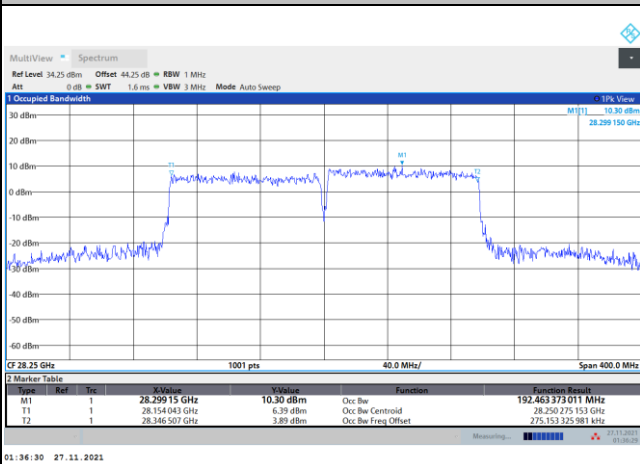 MultiView Spectrum
Ref Level 34.25 dBm Offset 44.25 dB RBW 1 MHz
Att 0 dB SWT 1.6 ms VBW 3 MHz Mode Auto Sweep
1 Occupied Bandwidth 1Pk View
M1[1] 10.30 dBm
28.299 150 GHz
30 dBm
20 dBm
10 dBm
0 dBm
-10 dBm
-20 dBm
-30 dBm
-40 dBm
-50 dBm
-60 dBm
T1
M1
T2
CF 28.25 GHz 1001 pts 40.0 MHz/ Span 400.0 MHz
2 Marker Table
Type Ref Trc X-Value Y-Value Function Function Result
M1 1 28.299 15 GHz 10.30 dBm Occ Bw 192.463 373 011 MHz
T1 1 28.154 043 GHz 6.39 dBm Occ Bw Centroid 28.250 275 153 GHz
T2 1 28.346 507 GHz 3.89 dBm Occ Bw Freq Offset 275.153 325 981 kHz
Measuring... 27.11.2021
01:36:29
01:36:30 27.11.2021